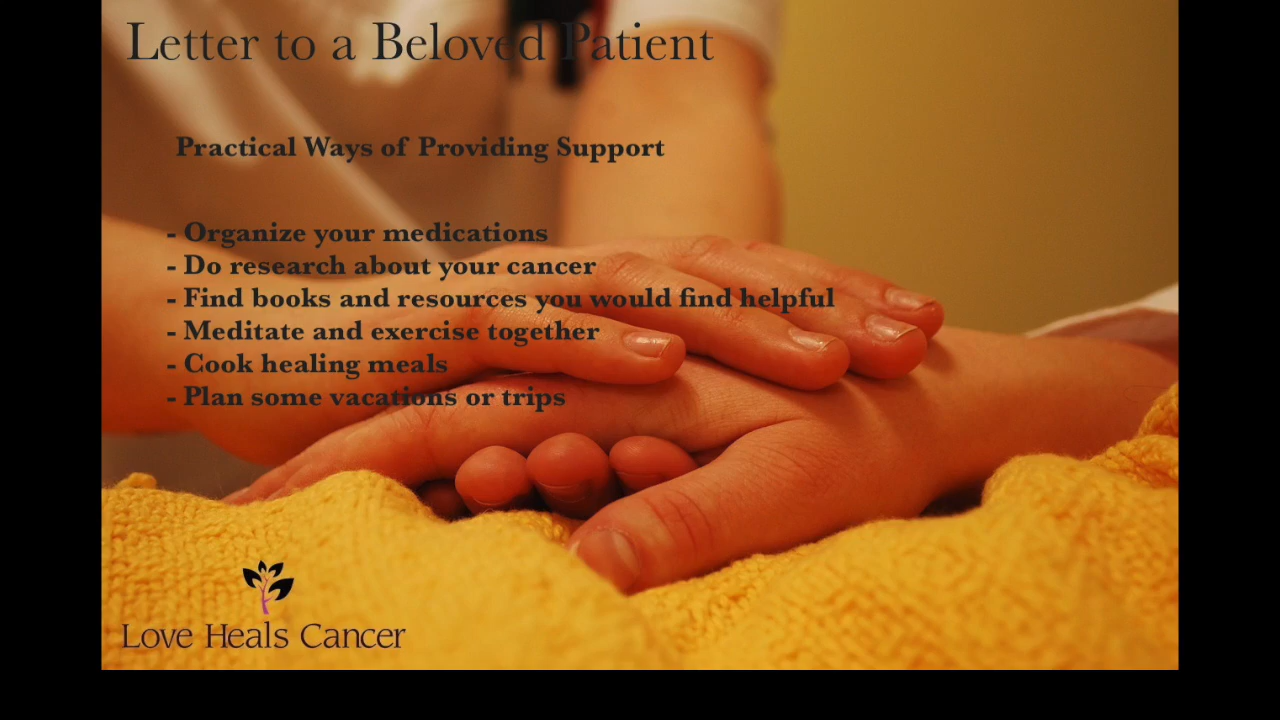 Letter to a Beloved Patient
Practical Ways of Providing Support
- Organize your medications
- Do research about your cancer
- Find books and resources you would find helpful
- Meditate and exercise together
- Cook healing meals
- Plan some vacations or trips
Love Heals Cancer